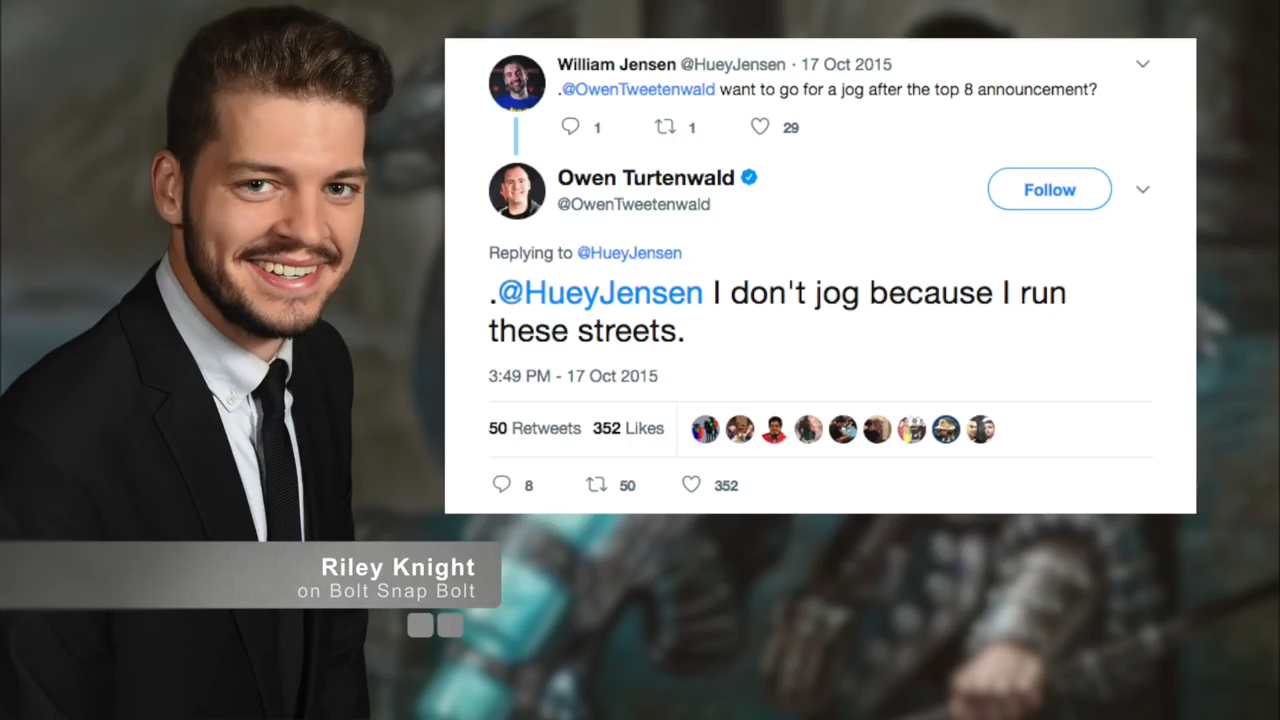 William Jensen @HueyJensen · 17 Oct 2015
.@OwenTweetenwald want to go for a jog after the top 8 announcement?
1 1 29
Owen Turtenwald
@OwenTweetenwald
Follow
Replying to @HueyJensen
.@HueyJensen I don't jog because I run
these streets.
3:49 PM - 17 Oct 2015
50 Retweets 352 Likes
8 50 352
Riley Knight
on Bolt Snap Bolt